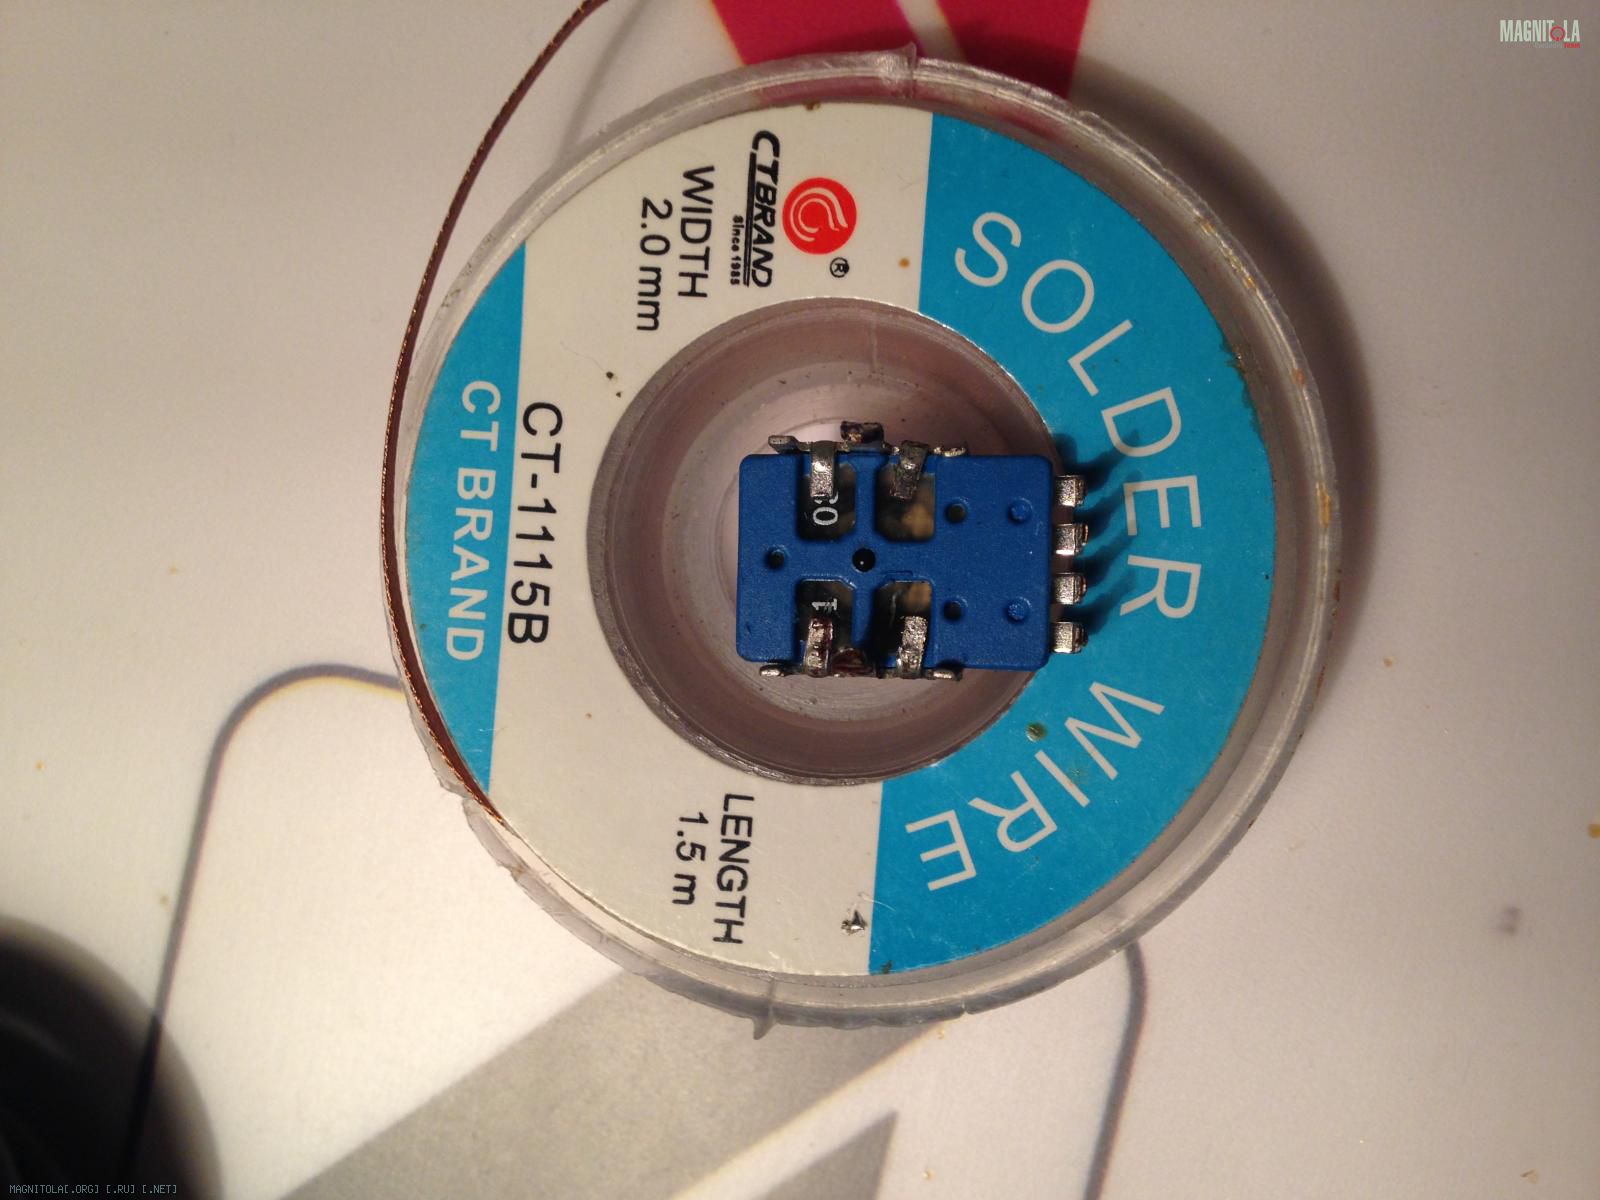 MAGNITOLA
CTBRAND
since 1985
®
WIDTH
2.0 mm
SOLDER WIRE
CT-1115B
CT BRAND
LENGTH
1.5 m
MAGNITOLA[.ORG] [.RU] [.NET]